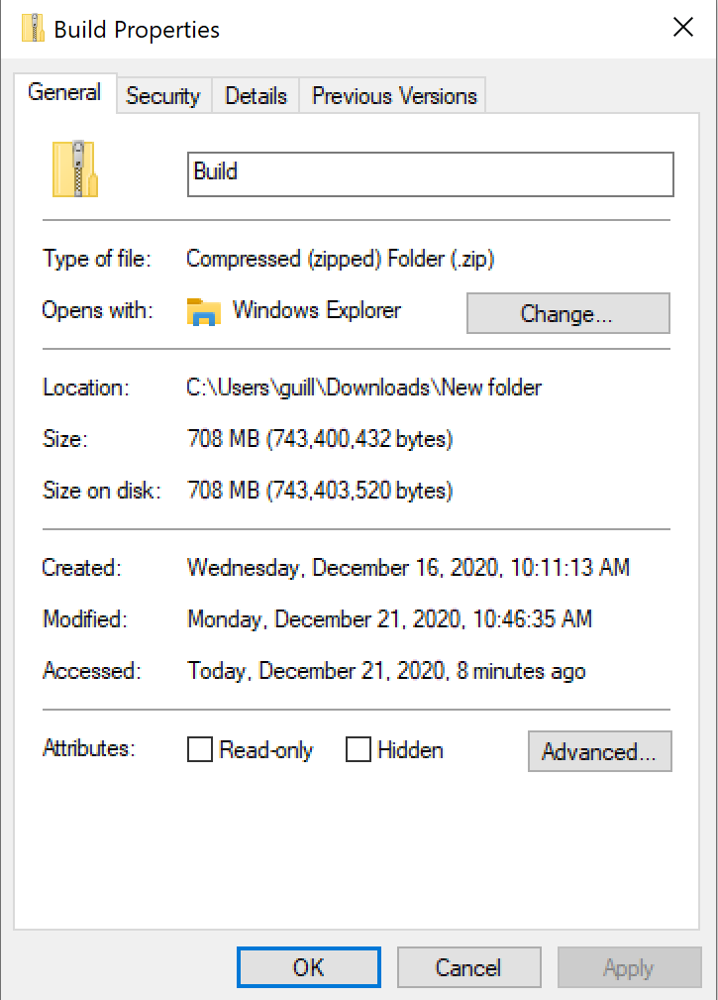 Build Properties
General Security Details Previous Versions
Build
Type of file: Compressed (zipped) Folder (.zip)
Opens with: Windows Explorer Change...
Location: C:\Users\guill\Downloads\New folder
Size: 708 MB (743,400,432 bytes)
Size on disk: 708 MB (743,403,520 bytes)
Created: Wednesday, December 16, 2020, 10:11:13 AM
Modified: Monday, December 21, 2020, 10:46:35 AM
Accessed: Today, December 21, 2020, 8 minutes ago
Attributes: Read-only Hidden Advanced...
OK Cancel Apply